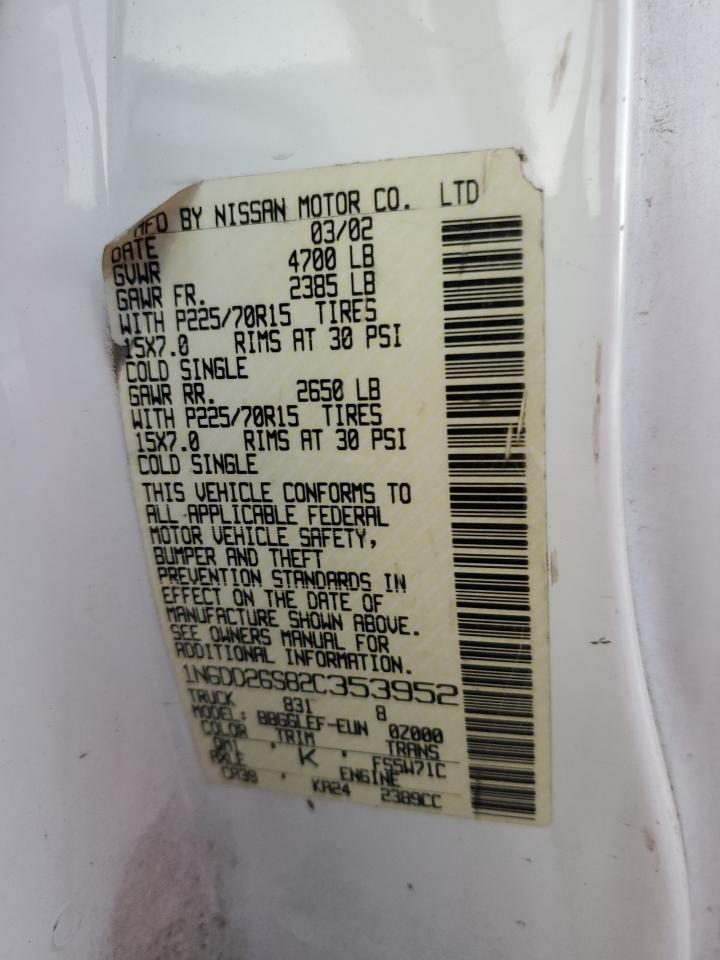 MFD BY NISSAN MOTOR CO. LTD
DATE 03/02
GVWR 4700 LB
GAWR FR. 2385 LB
WITH P225/70R15 TIRES
15X7.0 RIMS AT 30 PSI
COLD SINGLE
GAWR RR. 2650 LB
WITH P225/70R15 TIRES
15X7.0 RIMS AT 30 PSI
COLD SINGLE
THIS VEHICLE CONFORMS TO
ALL APPLICABLE FEDERAL
MOTOR VEHICLE SAFETY,
BUMPER AND THEFT
PREVENTION STANDARDS IN
EFFECT ON THE DATE OF
MANUFACTURE SHOWN ABOVE.
SEE OWNERS MANUAL FOR
ADDITIONAL INFORMATION.
1N6DD26S82C353952
TRUCK 831 8
MODEL: BBGGLEF-EUN 0Z000
COLOR TRIM TRANS
QM1 K FS5W71C
AXLE ENGINE
CA39 KA24 2389CC